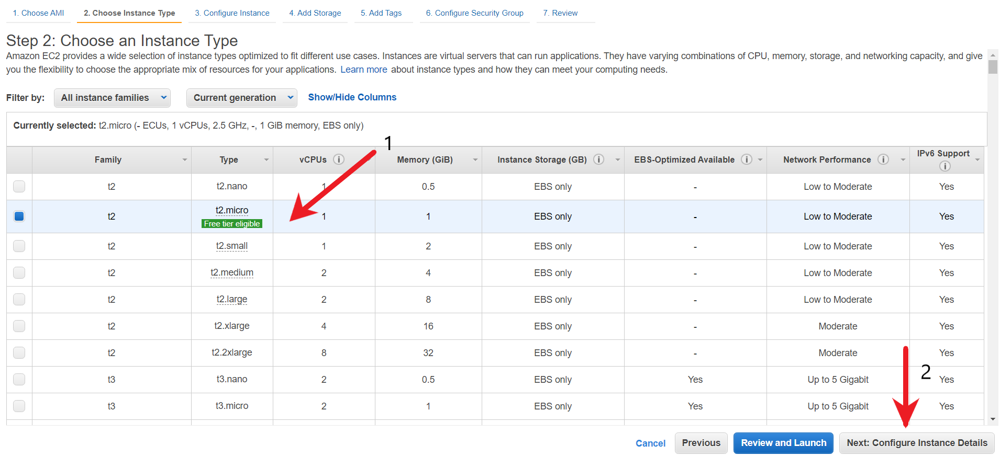 1. Choose AMI 2. Choose Instance Type 3. Configure Instance 4. Add Storage 5. Add Tags 6. Configure Security Group 7. Review
Step 2: Choose an Instance Type
Amazon EC2 provides a wide selection of instance types optimized to fit different use cases. Instances are virtual servers that can run applications. They have varying combinations of CPU, memory, storage, and networking capacity, and give
you the flexibility to choose the appropriate mix of resources for your applications. Learn more about instance types and how they can meet your computing needs.
Filter by: All instance families Current generation Show/Hide Columns
Currently selected: t2.micro (- ECUs, 1 vCPUs, 2.5 GHz, -, 1 GiB memory, EBS only)
1
Family Type vCPUs Memory (GiB) Instance Storage (GB) EBS-Optimized Available Network Performance IPv6 Support
t2 t2.nano 1 0.5 EBS only - Low to Moderate Yes
t2 t2.micro 1 1 EBS only - Low to Moderate Yes
Free tier eligible
t2 t2.small 1 2 EBS only - Low to Moderate Yes
t2 t2.medium 2 4 EBS only - Low to Moderate Yes
t2 t2.large 2 8 EBS only - Low to Moderate Yes
t2 t2.xlarge 4 16 EBS only - Moderate Yes
t2 t2.2xlarge 8 32 EBS only - Moderate Yes
2
t3 t3.nano 2 0.5 EBS only Yes Up to 5 Gigabit Yes
t3 t3.micro 2 1 EBS only Yes Up to 5 Gigabit Yes
Cancel Previous Review and Launch Next: Configure Instance Details